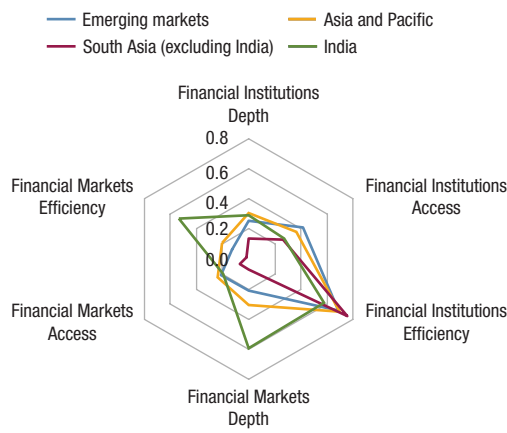 Emerging markets
Asia and Pacific
South Asia (excluding India)
India
Financial Institutions
Depth
0.8
0.6
0.4
0.2
0.0
Financial Markets
Efficiency
Financial Institutions
Access
Financial Markets
Access
Financial Institutions
Efficiency
Financial Markets
Depth